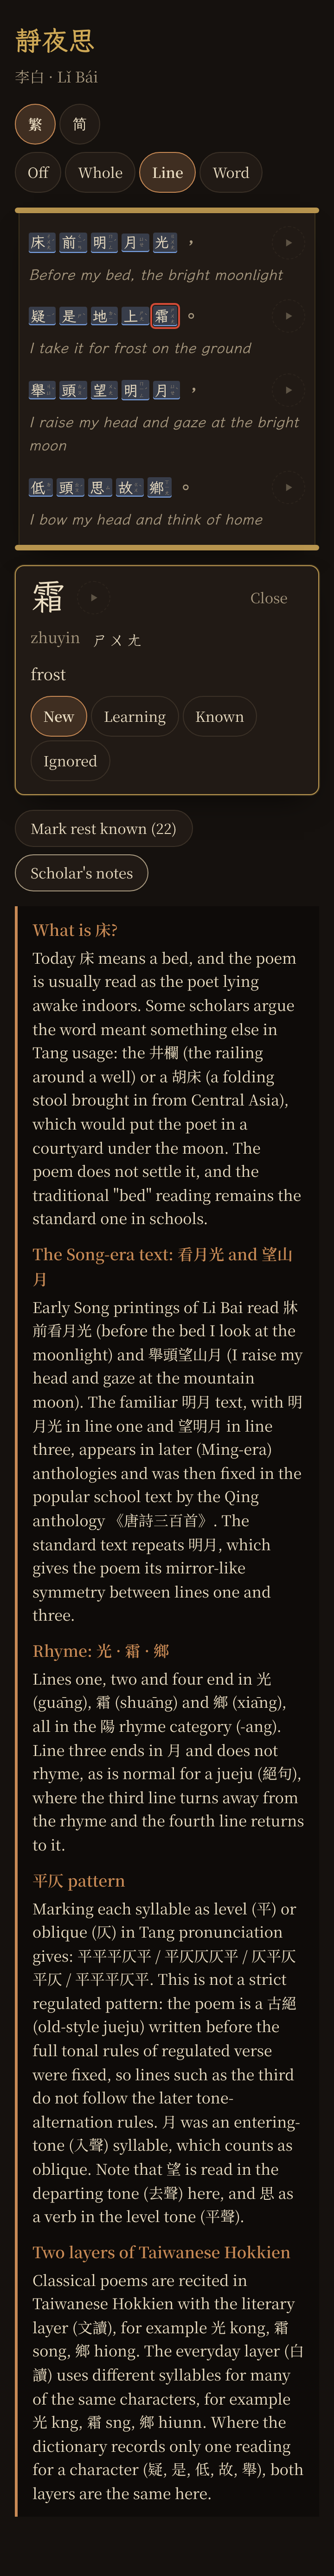 靜夜思
李白 · Lǐ Bái
繁 简
Off Whole Line Word
床前明月光，
Before my bed, the bright moonlight
疑是地上霜。
I take it for frost on the ground
舉頭望明月，
I raise my head and gaze at the bright
moon
低頭思故鄉。
I bow my head and think of home
霜 Close
zhuyin ㄕㄨㄤ
frost
New Learning Known
Ignored
Mark rest known (22)
Scholar's notes
What is 床?
Today 床 means a bed, and the poem
is usually read as the poet lying
awake indoors. Some scholars argue
the word meant something else in
Tang usage: the 井欄 (the railing
around a well) or a 胡床 (a folding
stool brought in from Central Asia),
which would put the poet in a
courtyard under the moon. The
poem does not settle it, and the
traditional "bed" reading remains the
standard one in schools.
The Song-era text: 看月光 and 望山
月
Early Song printings of Li Bai read 牀
前看月光 (before the bed I look at the
moonlight) and 舉頭望山月 (I raise my
head and gaze at the mountain
moon). The familiar 明月 text, with 明
月光 in line one and 望明月 in line
three, appears in later (Ming-era)
anthologies and was then fixed in the
popular school text by the Qing
anthology 《唐詩三百首》. The
standard text repeats 明月, which
gives the poem its mirror-like
symmetry between lines one and
three.
Rhyme: 光 · 霜 · 鄉
Lines one, two and four end in 光
(guāng), 霜 (shuāng) and 鄉 (xiāng),
all in the 陽 rhyme category (-ang).
Line three ends in 月 and does not
rhyme, as is normal for a jueju (絕句),
where the third line turns away from
the rhyme and the fourth line returns
to it.
平仄 pattern
Marking each syllable as level (平) or
oblique (仄) in Tang pronunciation
gives: 平平平仄平 / 平仄仄仄平 / 仄平仄
平仄 / 平平平仄平. This is not a strict
regulated pattern: the poem is a 古絕
(old-style jueju) written before the
full tonal rules of regulated verse
were fixed, so lines such as the third
do not follow the later tone-
alternation rules. 月 was an entering-
tone (入聲) syllable, which counts as
oblique. Note that 望 is read in the
departing tone (去聲) here, and 思 as
a verb in the level tone (平聲).
Two layers of Taiwanese Hokkien
Classical poems are recited in
Taiwanese Hokkien with the literary
layer (文讀), for example 光 kong, 霜
song, 鄉 hiong. The everyday layer (白
讀) uses different syllables for many
of the same characters, for example
光 kng, 霜 sng, 鄉 hiunn. Where the
dictionary records only one reading
for a character (疑, 是, 低, 故, 舉), both
layers are the same here.